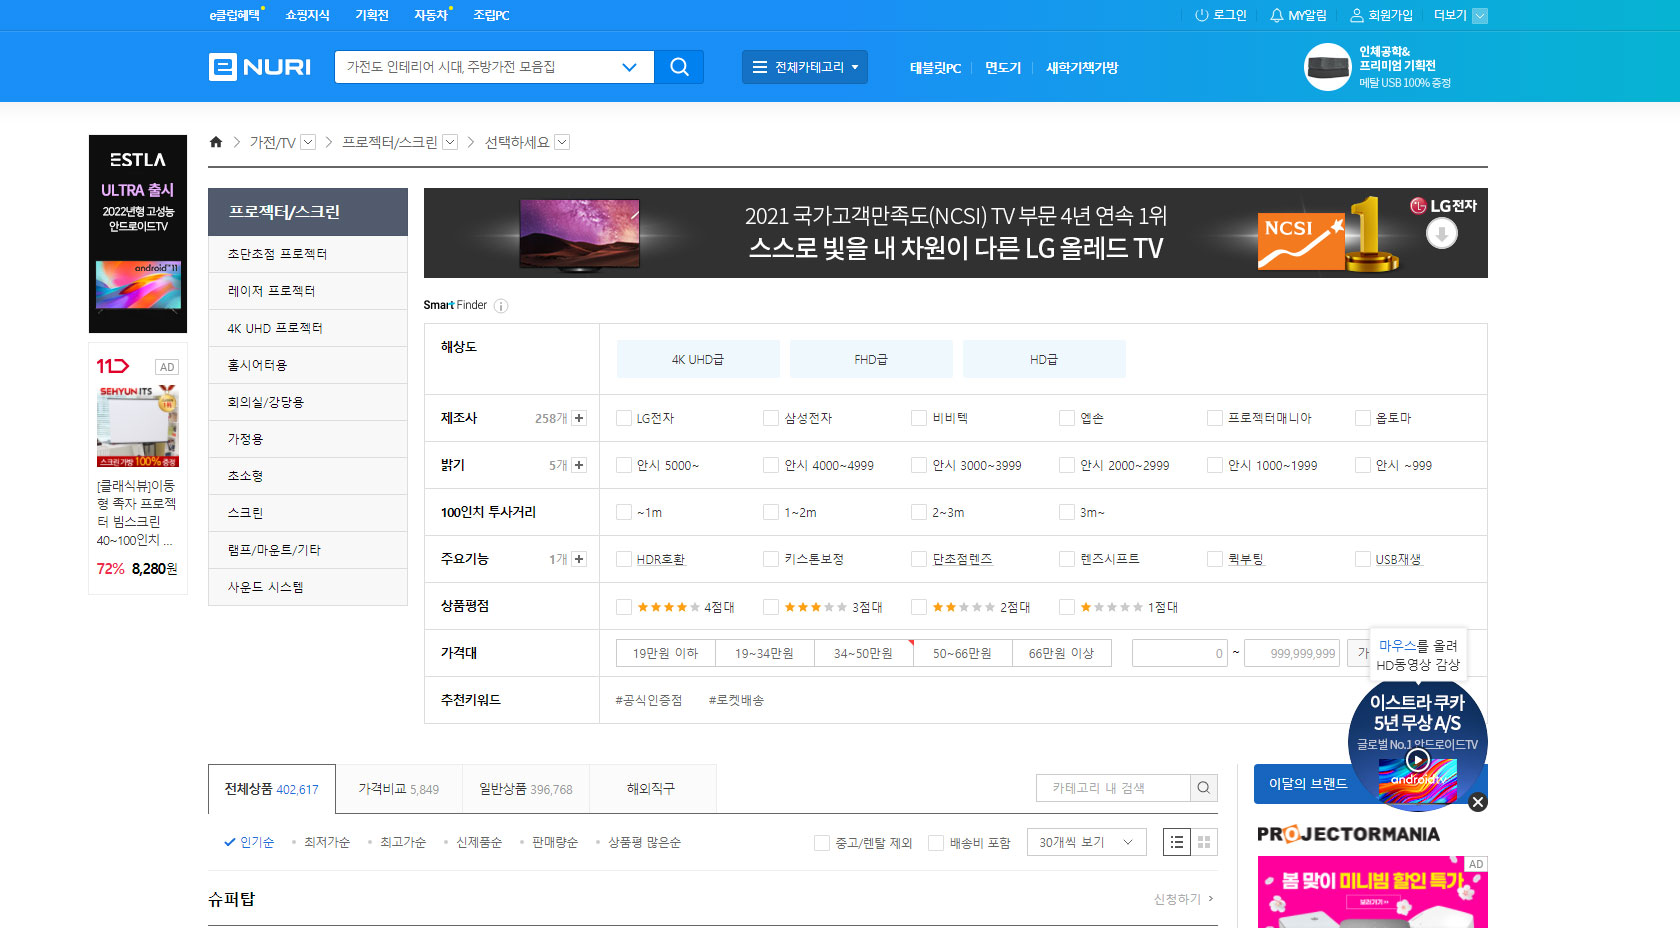 e클럽혜택 쇼핑지식 기획전 자동차 조립PC
로그인 MY알림 회원가입 더보기
ENURI
가전도 인테리어 시대, 주방가전 모음집
전체카테고리
태블릿PC 면도기 새학기책가방
인체공학&
프리미엄 기획전
메탈 USB 100% 증정
가전/TV 프로젝터/스크린 선택하세요
ESTLA
ULTRA 출시
2022년형 고성능
안드로이드TV
android 11
11
AD
SEHYUN ITS
스크린 가방 100% 증정
[클래식뷰]이동
형 족자 프로젝
터 빔스크린
40~100인치 ...
72% 8,280원
프로젝터/스크린
초단초점 프로젝터
레이저 프로젝터
4K UHD 프로젝터
홈시어터용
회의실/강당용
가정용
초소형
스크린
램프/마운트/기타
사운드 시스템
2021 국가고객만족도(NCSI) TV 부문 4년 연속 1위
스스로 빛을 내 차원이 다른 LG 올레드 TV
NCSI
1
LG전자
Smart Finder
해상도
4K UHD급 FHD급 HD급
제조사 258개 LG전자 삼성전자 비비텍 엡손 프로젝터매니아 옵토마
밝기 5개 안시 5000~ 안시 4000~4999 안시 3000~3999 안시 2000~2999 안시 1000~1999 안시 ~999
100인치 투사거리 ~1m 1~2m 2~3m 3m~
주요기능 1개 HDR호환 키스톤보정 단초점렌즈 렌즈시프트 퀵부팅 USB재생
상품평점 4점대 3점대 2점대 1점대
가격대 19만원 이하 19~34만원 34~50만원 50~66만원 66만원 이상 0 ~ 999,999,999 가
추천키워드 #공식인증점 #로켓배송
마우스를 올려
HD동영상 감상
이스트라 쿠카
5년 무상 A/S
글로벌 No.1 안드로이드TV
androidtv
전체상품 402,617 가격비교 5,849 일반상품 396,768 해외직구
카테고리 내 검색
이달의 브랜드
인기순 최저가순 최고가순 신제품순 판매량순 상품평 많은순
중고/렌탈 제외 배송비 포함 30개씩 보기
PROJECTORMANIA
AD
봄 맞이 미니빔 할인 특가
보러가기
슈퍼탑
신청하기